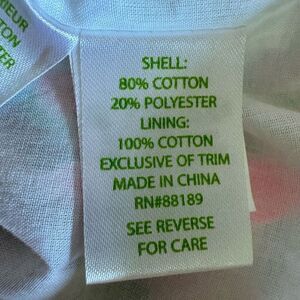 SHELL:
80% COTTON
20% POLYESTER
LINING:
100% COTTON
EXCLUSIVE OF TRIM
MADE IN CHINA
RN#88189
SEE REVERSE
FOR CARE